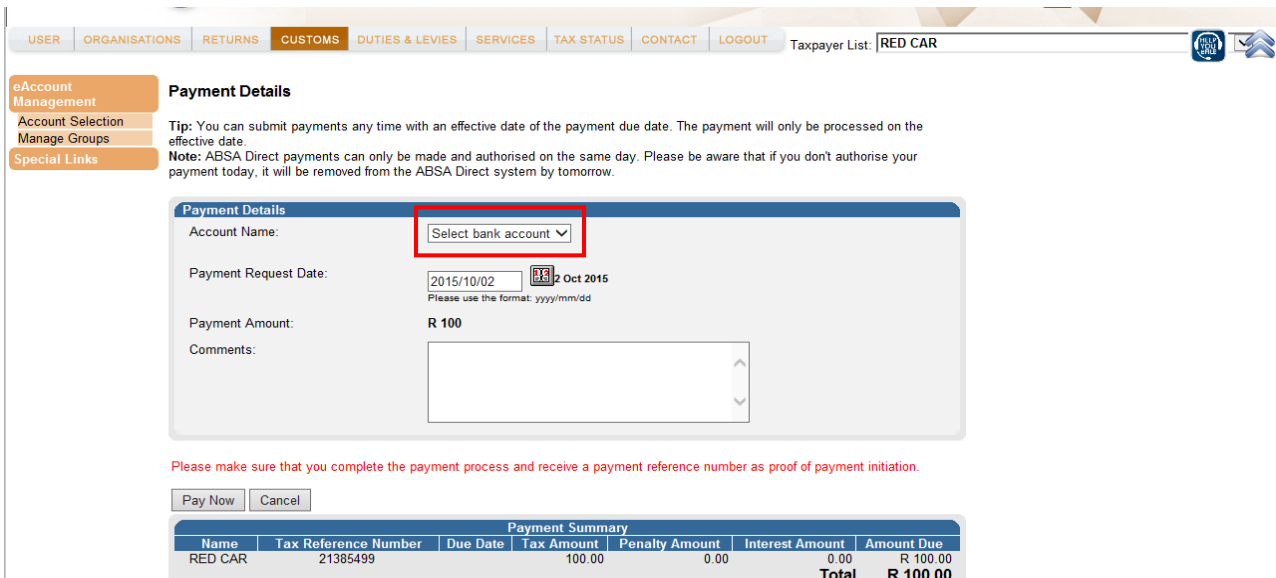 USER ORGANISATIONS RETURNS CUSTOMS DUTIES & LEVIES SERVICES TAX STATUS CONTACT LOGOUT Taxpayer List: RED CAR
HELP YOU eFILE
eAccount
Management
Account Selection
Manage Groups
Special Links
Payment Details
Tip: You can submit payments any time with an effective date of the payment due date. The payment will only be processed on the
effective date.
Note: ABSA Direct payments can only be made and authorised on the same day. Please be aware that if you don't authorise your
payment today, it will be removed from the ABSA Direct system by tomorrow.
Payment Details
Account Name: Select bank account
Payment Request Date: 2015/10/02 2 Oct 2015
Please use the format: yyyy/mm/dd
Payment Amount: R 100
Comments:
Please make sure that you complete the payment process and receive a payment reference number as proof of payment initiation.
Pay Now Cancel
Payment Summary
Name Tax Reference Number Due Date Tax Amount Penalty Amount Interest Amount Amount Due
RED CAR 21385499 100.00 0.00 0.00 R 100.00
Total R 100.00